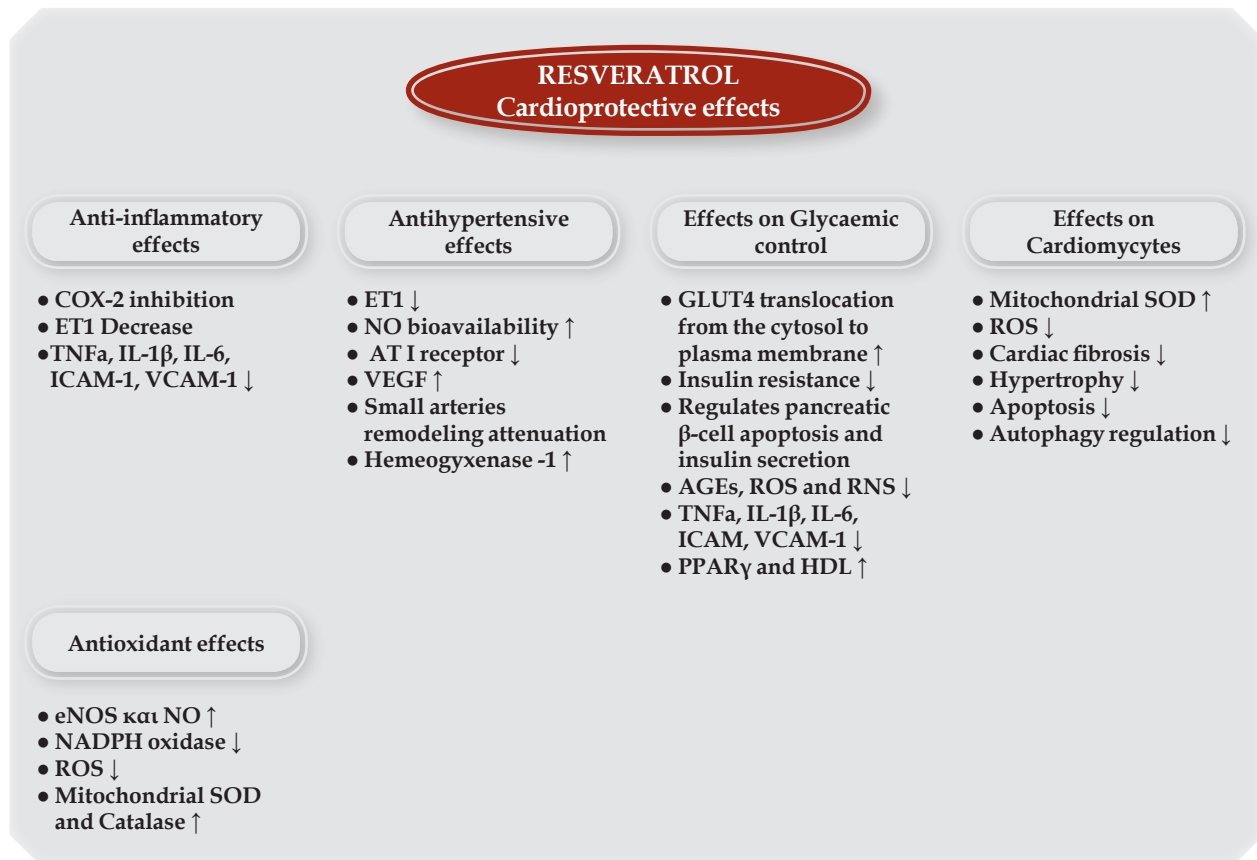 RESVERATROL
Cardioprotective effects
Anti-inflammatory
effects
● COX-2 inhibition
● ET1 Decrease
●TNFa, IL-1β, IL-6,
ICAM-1, VCAM-1 ↓
Antihypertensive
effects
● ET1 ↓
● NO bioavailability ↑
● AT I receptor ↓
● VEGF ↑
● Small arteries
remodeling attenuation
● Hemeogyxenase -1 ↑
Effects on Glycaemic
control
● GLUT4 translocation
from the cytosol to
plasma membrane ↑
● Insulin resistance ↓
● Regulates pancreatic
β-cell apoptosis and
insulin secretion
● AGEs, ROS and RNS ↓
● TNFa, IL-1β, IL-6,
ICAM, VCAM-1 ↓
● PPARγ and HDL ↑
Effects on
Cardiomycytes
● Mitochondrial SOD ↑
● ROS ↓
● Cardiac fibrosis ↓
● Hypertrophy ↓
● Apoptosis ↓
● Autophagy regulation ↓
Antioxidant effects
● eNOS και NO ↑
● NADPH oxidase ↓
● ROS ↓
● Mitochondrial SOD
and Catalase ↑